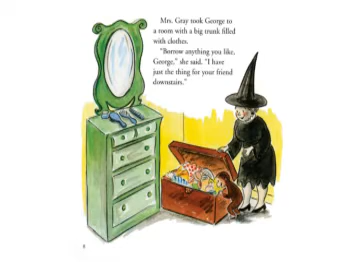 Mrs. Gray took George to
a room with a big trunk filled
with clothes.
"Borrow anything you like,
George," she said. "I have
just the thing for your friend
downstairs."